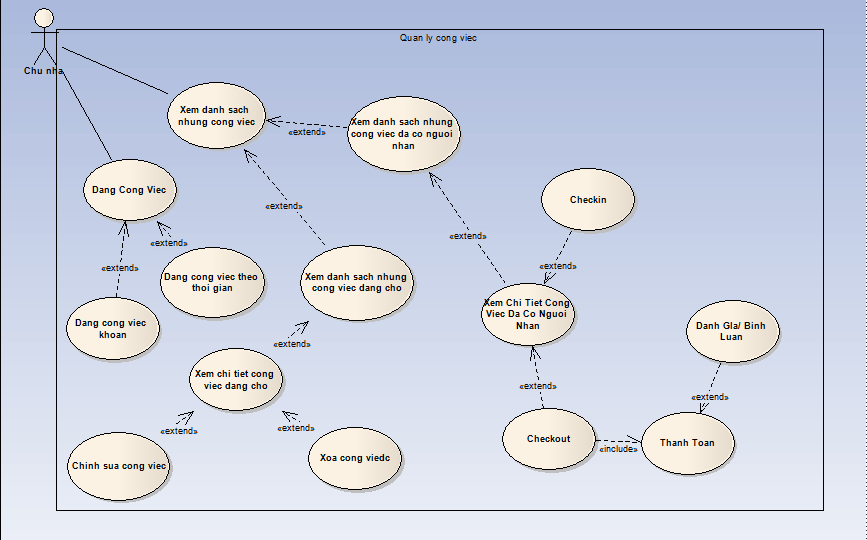 Quan ly cong viec
Chu nha
Xem danh sach
nhung cong viec
«extend»
Xem danh sach nhung
cong viec da co nguoi
nhan
Dang Cong Viec
«extend»
Checkin
«extend»
«extend»
«extend»
«extend»
Dang cong viec theo
thoi gian
Xem danh sach nhung
cong viec dang cho
«extend»
Xem Chi Tiet Cong
Viec Da Co Nguoi
Nhan
Dang cong viec
khoan
Danh GIa/ Binh
Luan
«extend»
Xem chi tiet cong
viec dang cho
«extend»
«extend»
«extend»
«extend»
Checkout
«include»
Thanh Toan
Chinh sua cong viec
Xoa cong viedc